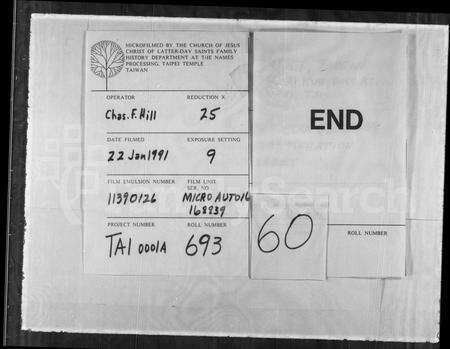 MICROFILMED BY THE CHURCH OF JESUS
CHRIST OF LATTER-DAY SAINTS FAMILY
HISTORY DEPARTMENT AT THE NAMES
PROCESSING, TAIPEI TEMPLE
TAIWAN
OPERATOR
REDUCTION X
Chas. F. Hill
25
DATE FILMED
EXPOSURE SETTING
22 Jan 1991
9
FILM EMULSION NUMBER
FILM UNIT
SER. NO
11390126
MICRO AUTO16
168939
PROJECT NUMBER
ROLL NUMBER
TAI 0001A
693
END
60
ROLL NUMBER